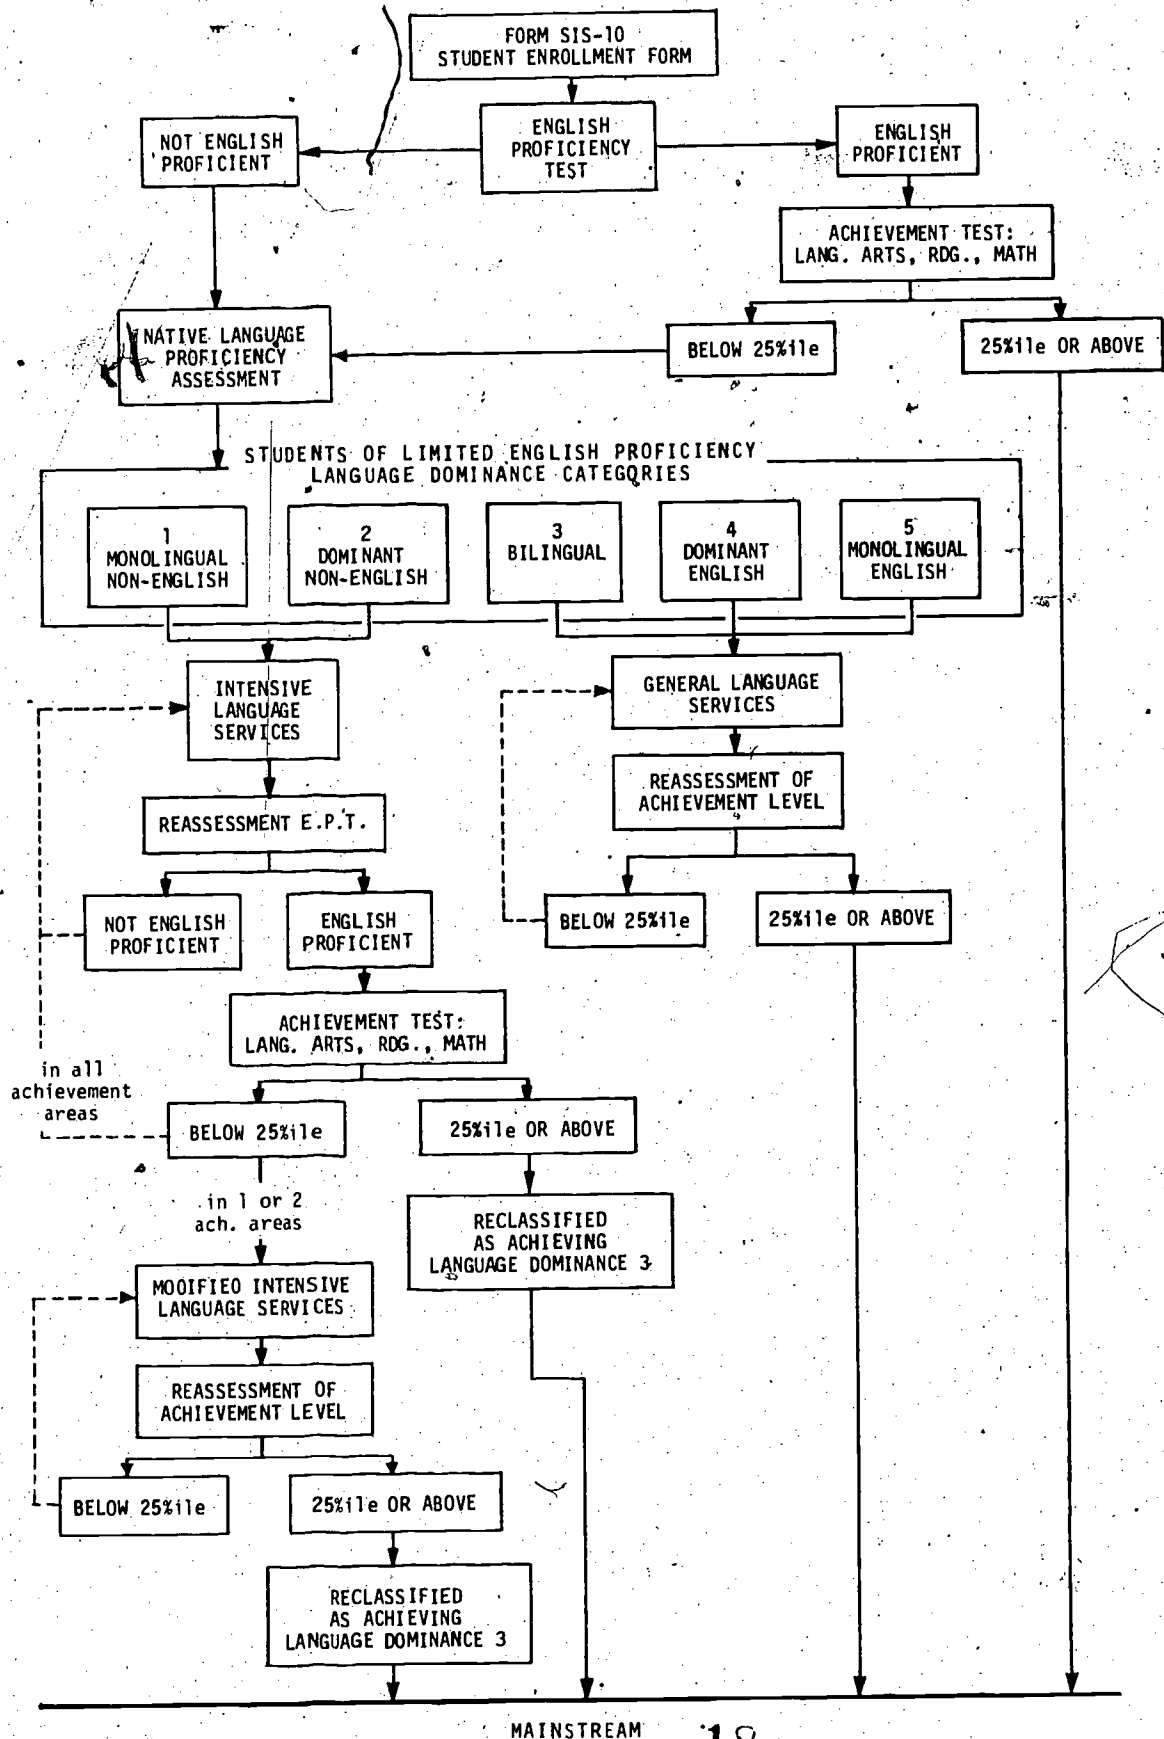 FORM SIS-10
STUDENT ENROLLMENT FORM
NOT ENGLISH
PROFICIENT
ENGLISH
PROFICIENCY
TEST
ENGLISH
PROFICIENT
ACHIEVEMENT TEST:
LANG. ARTS, RDG., MATH
NATIVE LANGUAGE
PROFICIENCY
ASSESSMENT
BELOW 25%ile
25%ile OR ABOVE
STUDENTS OF LIMITED ENGLISH PROFICIENCY
LANGUAGE DOMINANCE CATEGORIES
1
MONOLINGUAL
NON-ENGLISH
2
DOMINANT
NON-ENGLISH
3
BILINGUAL
4
DOMINANT
ENGLISH
5
MONOLINGUAL
ENGLISH
INTENSIVE
LANGUAGE
SERVICES
GENERAL LANGUAGE
SERVICES
REASSESSMENT OF
ACHIEVEMENT LEVEL
REASSESSMENT E.P.T.
NOT ENGLISH
PROFICIENT
ENGLISH
PROFICIENT
BELOW 25%ile
25%ile OR ABOVE
ACHIEVEMENT TEST:
LANG. ARTS, RDG., MATH
in all
achievement
areas
BELOW 25%ile
25%ile OR ABOVE
in 1 or 2
ach. areas
RECLASSIFIED
AS ACHIEVING
LANGUAGE DOMINANCE 3
MODIFIED INTENSIVE
LANGUAGE SERVICES
REASSESSMENT OF
ACHIEVEMENT LEVEL
BELOW 25%ile
25%ile OR ABOVE
RECLASSIFIED
AS ACHIEVING
LANGUAGE DOMINANCE 3
MAINSTREAM